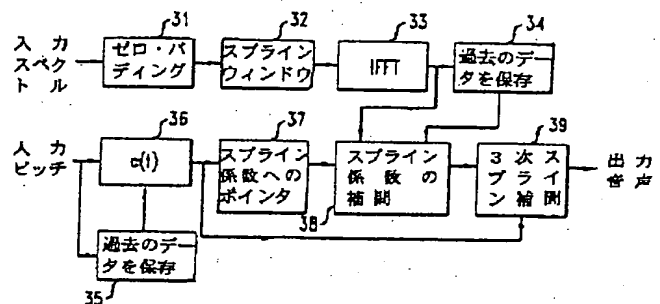 入力
スペク
トル
31
ゼロ・パ
ディング
32
スプライン
ウィンドウ
33
IFFT
34
過去のデー
タを保存
入力
ピッチ
36
c(t)
37
スプライン
係数への
ポインタ
スプライン
係数の
補間
38
39
3次ス
プライ
ン補間
出力
音声
過去のデー
タを保存
35